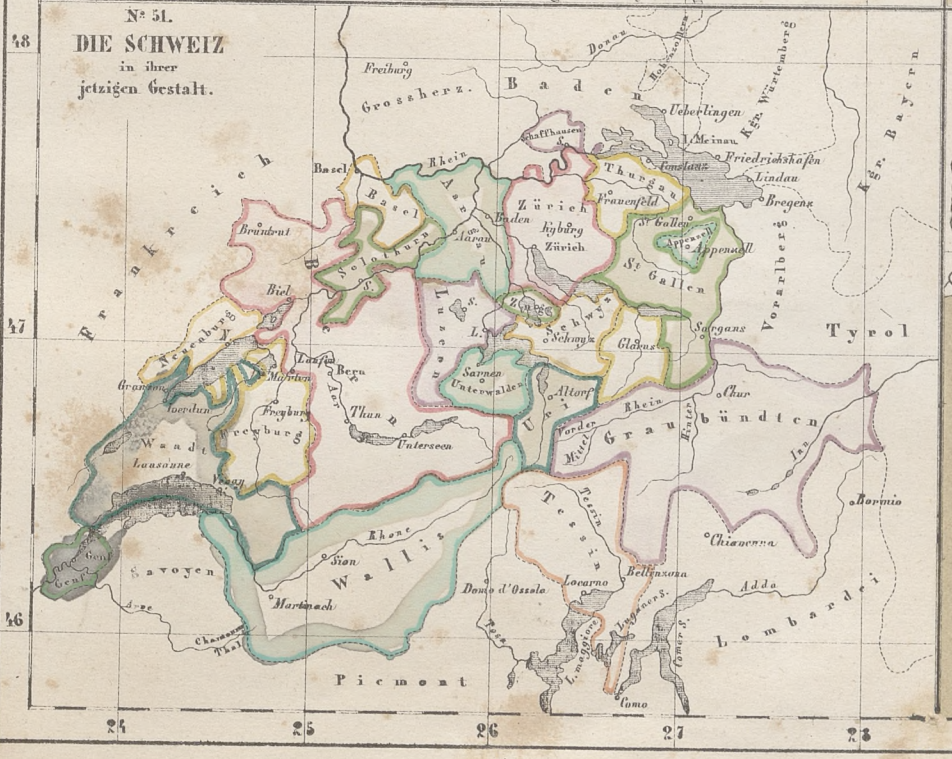 Nº 51.
DIE SCHWEIZ
in ihrer
jetzigen Gestalt.
48
47
46
24
25
26
27
28
Frankreich
Freiburg
Grossherz. Baden
Donau
Hohenzollern
Kgr. Würtemberg
Kgr. Bayern
Ueberlingen
I. Meinau
Friedrichshafen
Constanz
Lindau
Bregenz
Vorarlberg
Tyrol
Schaffhausen
S.
Basel
Rhein
Basel
Aargau
Baden
Aarau
Zürich
Kyburg
Zürich
Thurgau
Frauenfeld
St Gallen
Appenzell
Appenzell
St Gallen
Bruntrut
Solothurn
S.
Bern
Biel
Luzern
S.
L.
Zug
Schwyz
Schwyz
Glarus
Sargans
Neuenburg
N.
Granson
Murten
Laupen
Bern
Aar
Sarnen
Unterwalden
Altorf
Uri
Iverdun
Freyburg
Freyburg
Thun
Unterseen
Vorder
Rhein
Mittel
Hinter
Chur
Graubündten
Inn
Waadt
Lausanne
Vevay
Genf
Genf
Savoyen
Arve
Chamouny
Thal
Rhone
Sion
Wallis
Martinach
Tessin
Tessin
Domo d'Ossola
Tosa
Locarno
Bellinzona
L. maggiore
Luganer S.
Comer S.
Como
Chiavenna
Adda
Bormio
Lombardei
Piemont